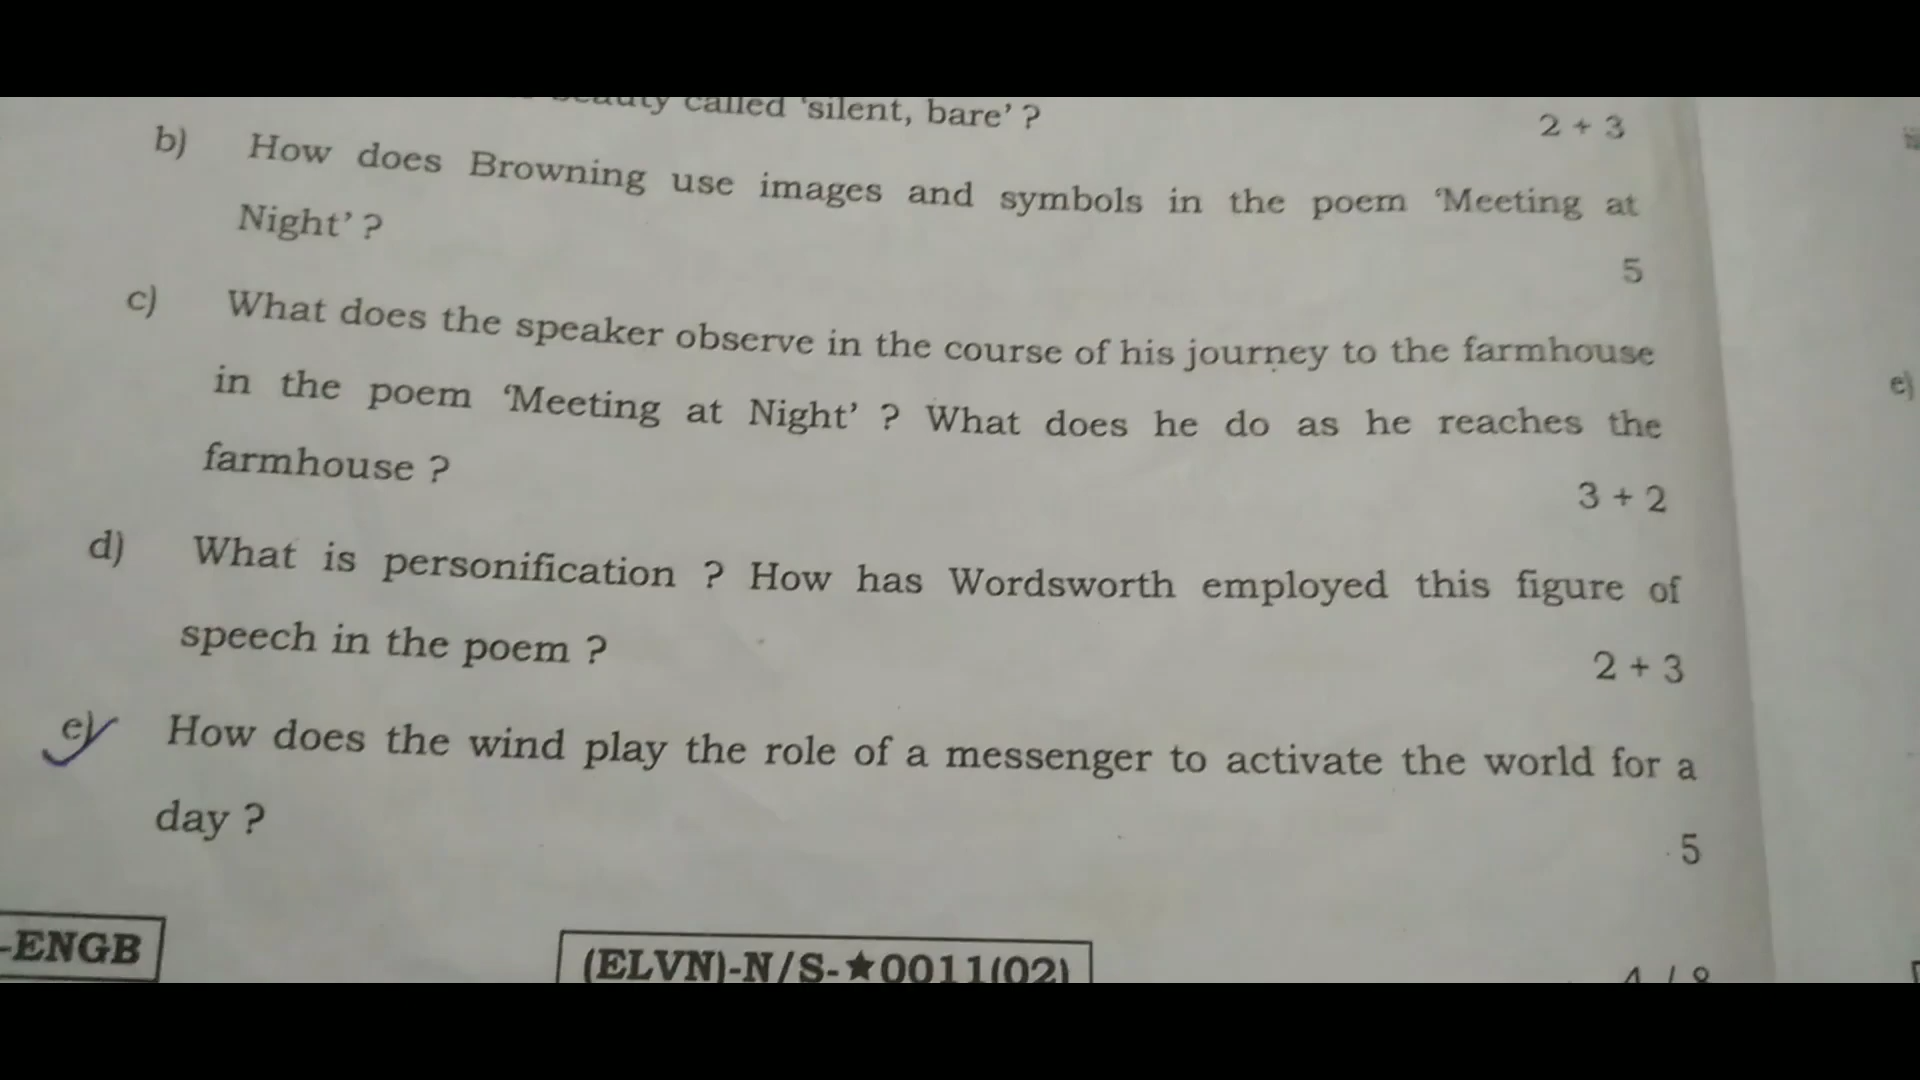 beauty called 'silent, bare' ?
2 + 3
b) How does Browning use images and symbols in the poem 'Meeting at
Night' ?
5
c) What does the speaker observe in the course of his journey to the farmhouse
in the poem 'Meeting at Night' ? What does he do as he reaches the
farmhouse ?
3 + 2
d) What is personification ? How has Wordsworth employed this figure of
speech in the poem ?
2 + 3
e) How does the wind play the role of a messenger to activate the world for a
day ?
5
e)
-ENGB
(ELVN)-N/S-★0011(02)